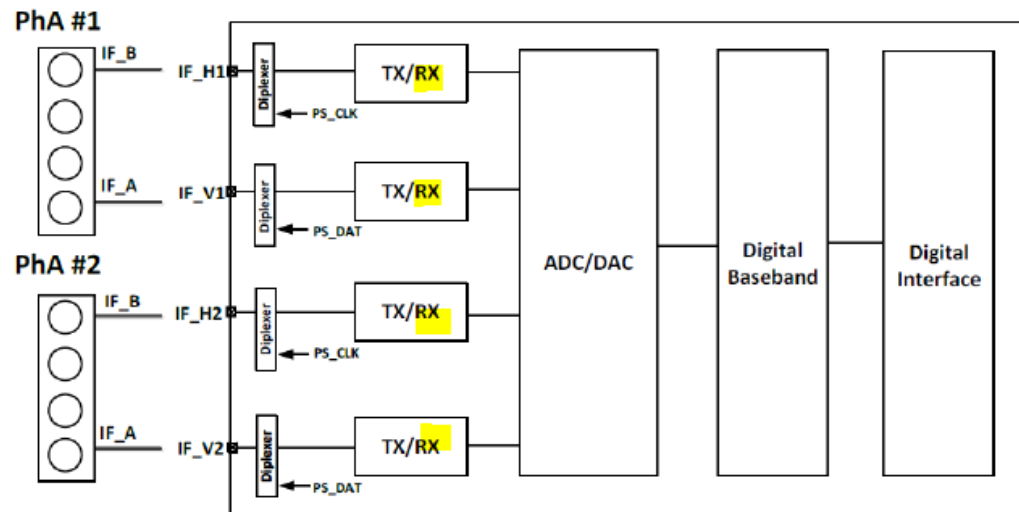 PhA #1
IF_B
IF_H1
Diplexer
TX/RX
PS_CLK
IF_A
IF_V1
Diplexer
TX/RX
PS_DAT
PhA #2
IF_B
IF_H2
Diplexer
TX/RX
PS_CLK
IF_A
IF_V2
Diplexer
TX/RX
PS_DAT
ADC/DAC
Digital
Baseband
Digital
Interface